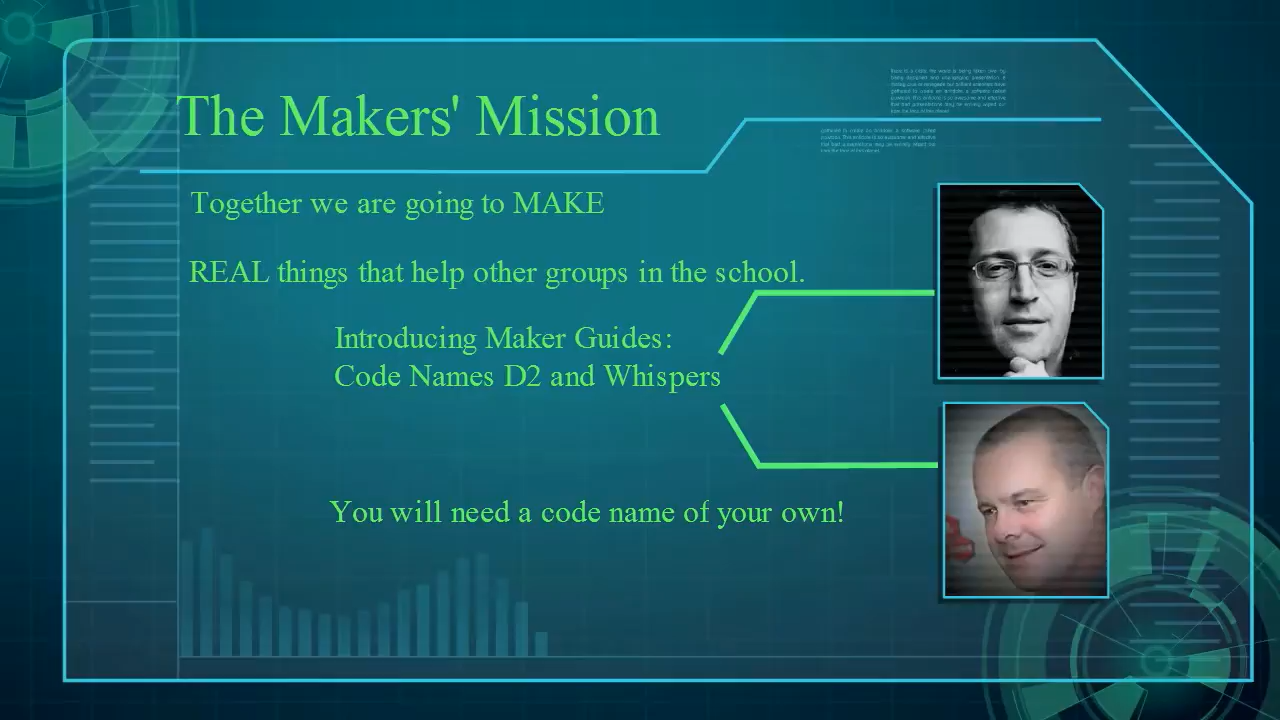 The Makers' Mission
Together we are going to MAKE
REAL things that help other groups in the school.
Introducing Maker Guides:
Code Names D2 and Whispers
You will need a code name of your own!